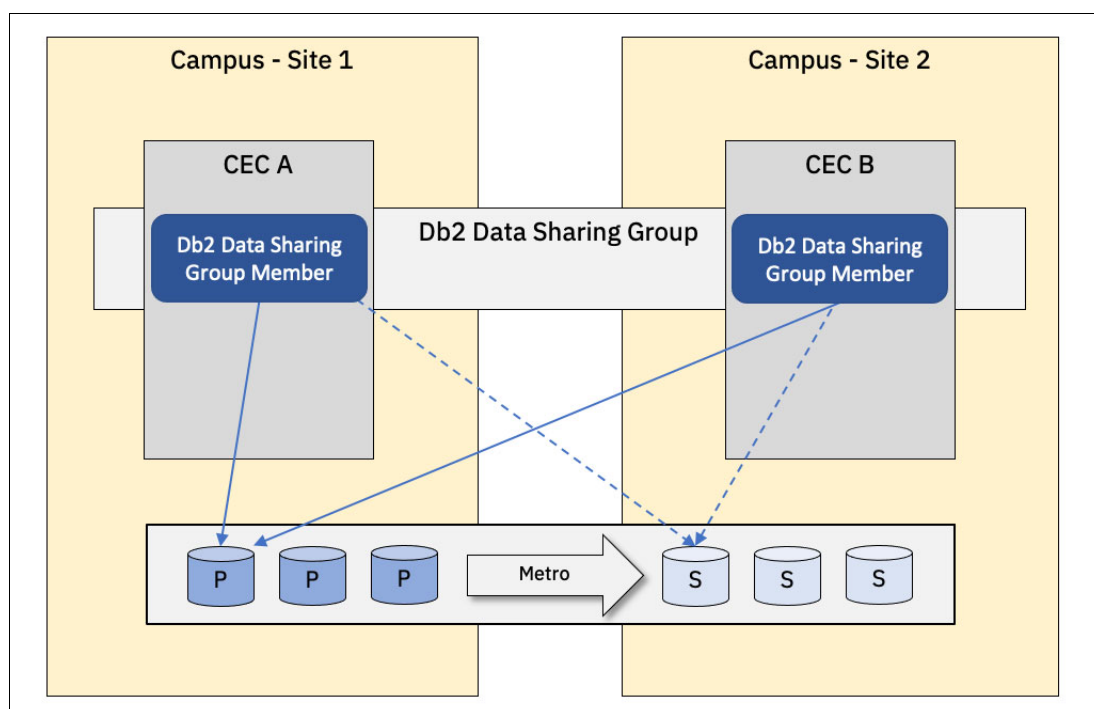 Campus - Site 1
Campus - Site 2
CEC A
CEC B
Db2 Data Sharing
Group Member
Db2 Data Sharing Group
Db2 Data Sharing
Group Member
P
P
P
Metro
S
S
S